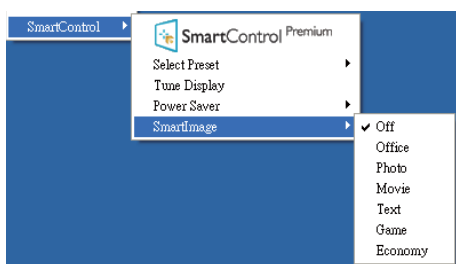 SmartControl
SmartControl Premium
Select Preset
Tune Display
Power Saver
SmartImage
Off
Office
Photo
Movie
Text
Game
Economy